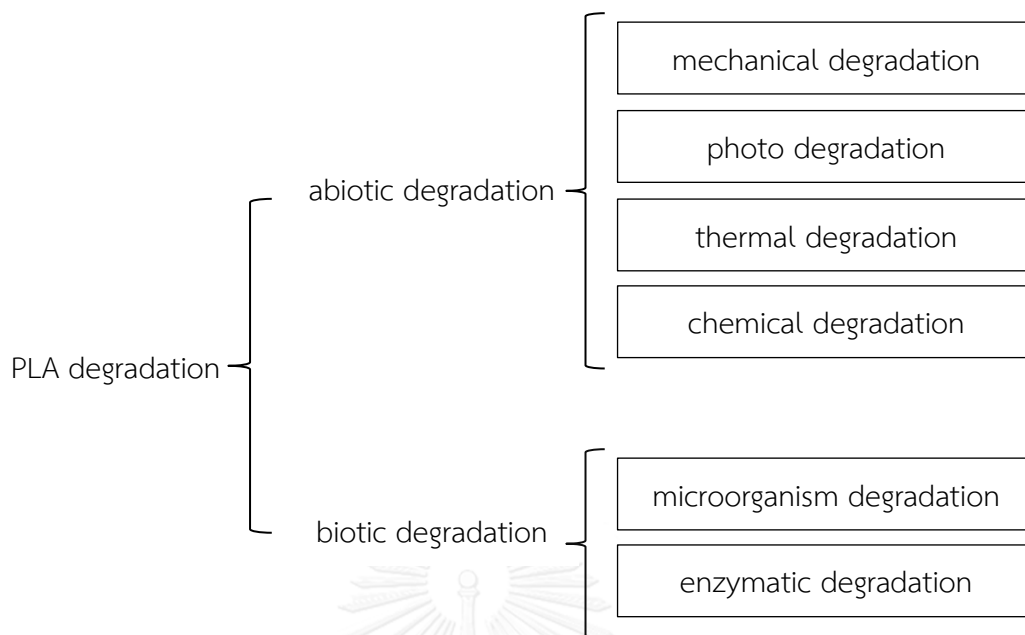 PLA degradation
abiotic degradation
mechanical degradation
photo degradation
thermal degradation
chemical degradation
biotic degradation
microorganism degradation
enzymatic degradation